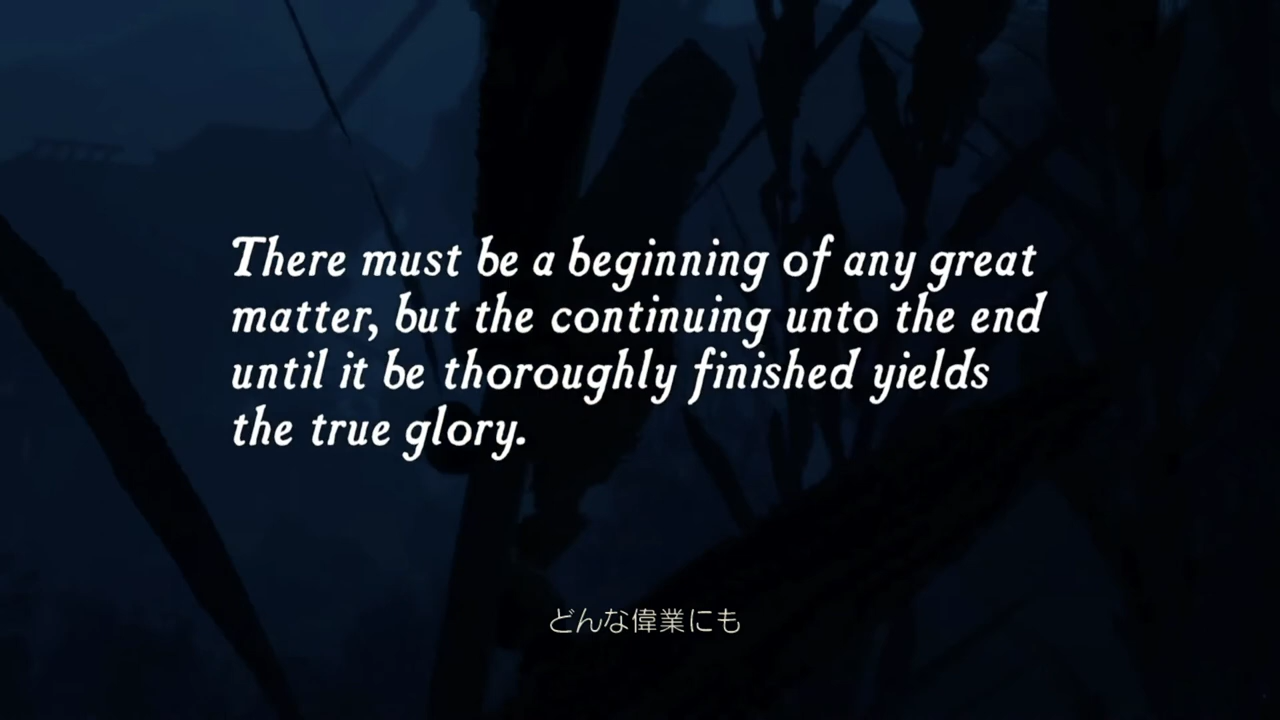 There must be a beginning of any great
matter, but the continuing unto the end
until it be thoroughly finished yields
the true glory.
どんな偉業にも